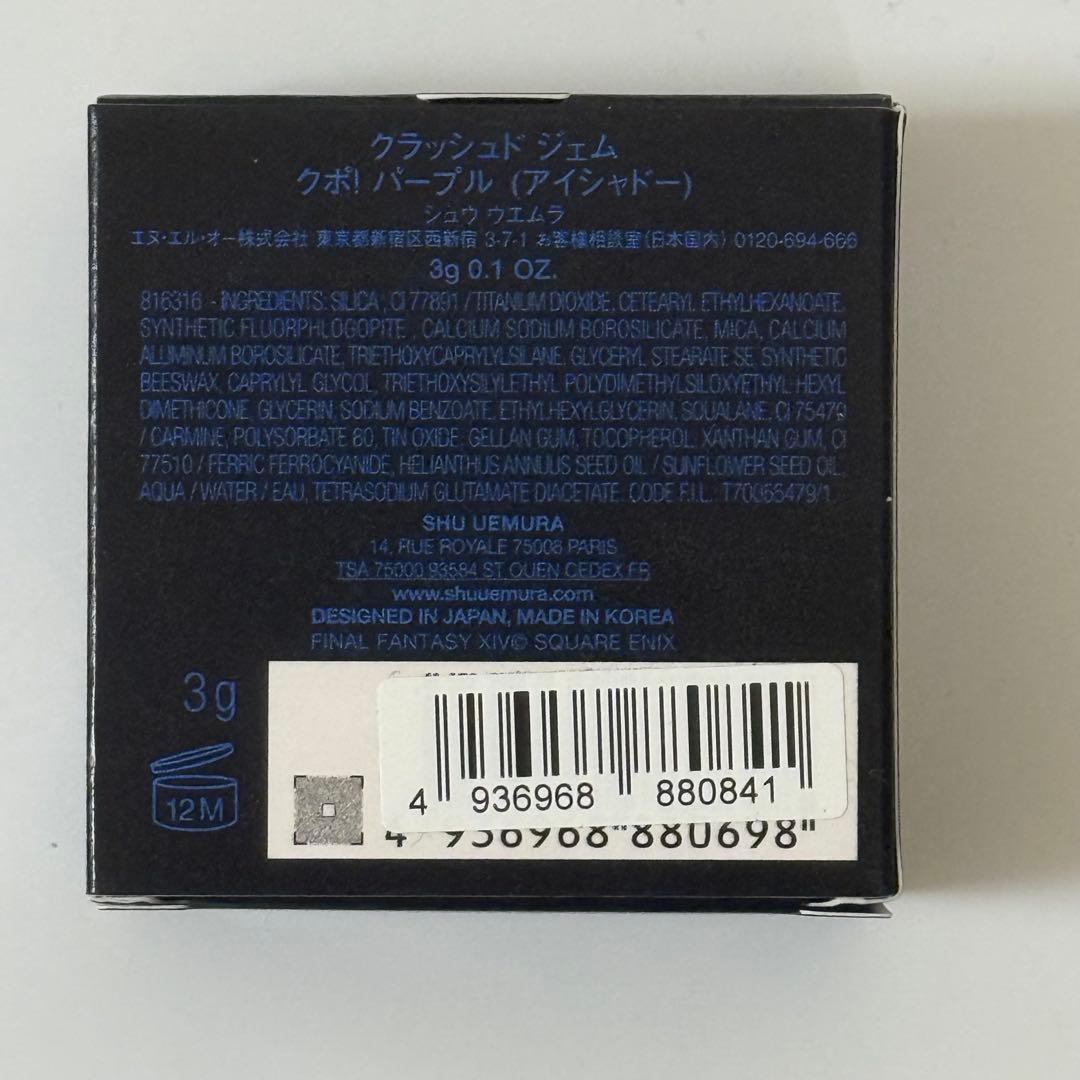 クラッシュド ジェム
クポ! パープル (アイシャドー)
シュウ ウエムラ
エヌ・エル・オー株式会社 東京都新宿区西新宿 3-7-1 お客様相談室(日本国内) 0120-694-666
3g 0.1 OZ.
816316 - INGREDIENTS: SILICA, CI 77891 / TITANIUM DIOXIDE, CETEARYL ETHYLHEXANOATE,
SYNTHETIC FLUORPHLOGOPITE , CALCIUM SODIUM BOROSILICATE, MICA, CALCIUM
ALUMINUM BOROSILICATE, TRIETHOXYCAPRYLYLSILANE, GLYCERYL STEARATE SE, SYNTHETIC
BEESWAX, CAPRYLYL GLYCOL, TRIETHOXYSILYLETHYL POLYDIMETHYLSILOXYETHYL HEXYL
DIMETHICONE, GLYCERIN, SODIUM BENZOATE, ETHYLHEXYLGLYCERIN, SQUALANE, CI 75470
/ CARMINE, POLYSORBATE 80, TIN OXIDE, GELLAN GUM, TOCOPHEROL, XANTHAN GUM, CI
77510 / FERRIC FERROCYANIDE, HELIANTHUS ANNUUS SEED OIL / SUNFLOWER SEED OIL,
AQUA / WATER / EAU, TETRASODIUM GLUTAMATE DIACETATE. CODE F.I.L. T70065479/1
SHU UEMURA
14, RUE ROYALE 75008 PARIS
TSA 75000 93584 ST OUEN CEDEX FR
www.shuuemura.com
DESIGNED IN JAPAN, MADE IN KOREA
FINAL FANTASY XIV© SQUARE ENIX
3g
12M
4 936968 880841
4 936968 880698